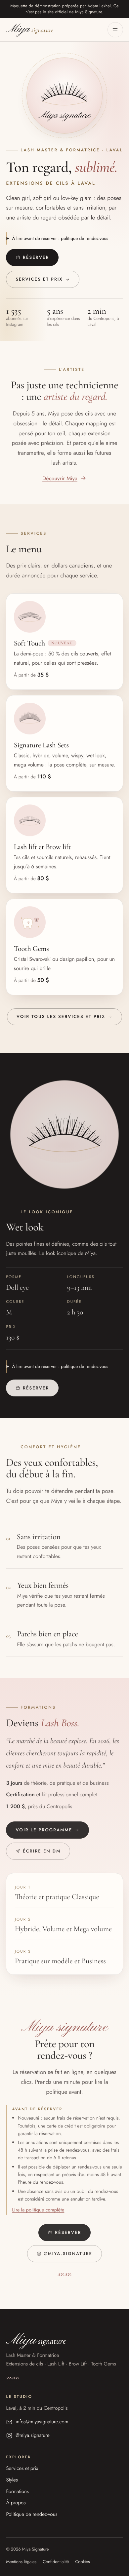 Maquette de démonstration préparée par Adam Lakhal. Ce
n'est pas le site officiel de Miya Signature.
Miya signature
Miya signature
LASH MASTER & FORMATRICE · LAVAL
Ton regard, sublimé.
EXTENSIONS DE CILS À LAVAL
Clean girl, soft girl ou low-key glam : des poses
sur mesure, confortables et sans irritation, par
une artiste du regard obsédée par le détail.
À lire avant de réserver : politique de rendez-vous
RÉSERVER
SERVICES ET PRIX →
1 535
abonnées sur
Instagram
5 ans
d'expérience dans
les cils
2 min
du Centropolis, à
Laval
L'ARTISTE
Pas juste une technicienne
: une artiste du regard.
Depuis 5 ans, Miya pose des cils avec une
obsession : le détail. Chaque mapping est
pensé pour ton œil, chaque extension
posée avec précision. Et parce qu'elle aime
transmettre, elle forme aussi les futures
lash artists.
Découvrir Miya →
SERVICES
Le menu
Des prix clairs, en dollars canadiens, et une
description honnête pour chaque service.
Soft Touch NOUVEAU
La demi-pose : 50 % des cils couverts, effet
naturel, pour celles qui sont pressées.
À partir de 35 $
Signature Lash Sets
Classic, hybride, volume, wispy, wet look,
mega volume : la pose complète, sur mesure.
À partir de 110 $
Lash lift et Brow lift
Tes cils et sourcils naturels, rehaussés. Tient
jusqu'à 6 semaines.
À partir de 80 $
Tooth Gems
Cristal Swarovski ou design papillon, pour un
sourire qui brille.
À partir de 50 $
VOIR TOUS LES SERVICES ET PRIX →
LE LOOK ICONIQUE
Wet look
Des pointes fines et définies, comme des cils tout
juste mouillés. Le look iconique de Miya.
FORME
Doll eye
LONGUEURS
9–13 mm
COURBE
M
DURÉE
2 h 30
PRIX
130 $
À lire avant de réserver : politique de rendez-vous
RÉSERVER
CONFORT ET HYGIÈNE
Des yeux confortables,
du début à la fin.
Tu dois pouvoir te détendre pendant ta pose.
C'est pour ça que Miya y veille à chaque étape.
Sans irritation
Des poses pensées pour que tes yeux
restent confortables.
Yeux bien fermés
Miya vérifie que tes yeux restent fermés
pendant toute la pose.
Patchs bien en place
Elle s'assure que les patchs ne bougent pas.
FORMATIONS
Deviens Lash Boss.
"Le marché de la beauté explose. En 2025, les
clientes chercheront toujours la rapidité, le
confort et une mise en beauté durable."
3 jours de théorie, de pratique et de business
Certification et kit professionnel complet
1 200 $, près du Centropolis
VOIR LE PROGRAMME →
ÉCRIRE EN DM
JOUR 1
Théorie et pratique Classique
JOUR 2
Hybride, Volume et Mega volume
JOUR 3
Pratique sur modèle et Business
Miya signature
Prête pour ton
rendez-vous ?
La réservation se fait en ligne, en quelques
clics. Prends une minute pour lire la
politique avant.
AVANT DE RÉSERVER
Nouveauté : aucun frais de réservation n'est requis.
Toutefois, une carte de crédit doit obligatoirement
être enregistrée afin de garantir ta réservation.
Les annulations sont uniquement permises dans les
48 h suivant la prise de rendez-vous, avec des frais
de transaction de 5 $ retenus.
Il est possible de déplacer un rendez-vous une seule
fois, en respectant un préavis d'au moins 48 h avant
l'heure du rendez-vous.
Une absence sans avis ou un oubli du rendez-vous
est considéré comme une annulation tardive.
Lire la politique complète
RÉSERVER
@MIYA.SIGNATURE
Miya signature
Lash Master & Formatrice
Extensions de cils · Lash Lift · Brow Lift · Tooth Gems
LE STUDIO
Laval, à 2 min du Centropolis
infos@miyasignature.com
@miya.signature
EXPLORER
Services et prix
Styles
Formations
À propos
Politique de rendez-vous
© 2026 Miya Signature
Mentions légales
Confidentialité
Cookies